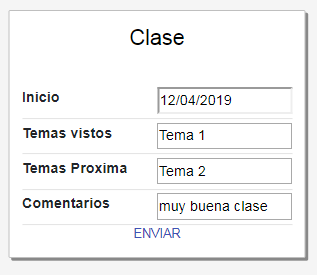 Clase
Inicio 12/04/2019
Temas vistos Tema 1
Temas Proxima Tema 2
Comentarios muy buena clase
ENVIAR